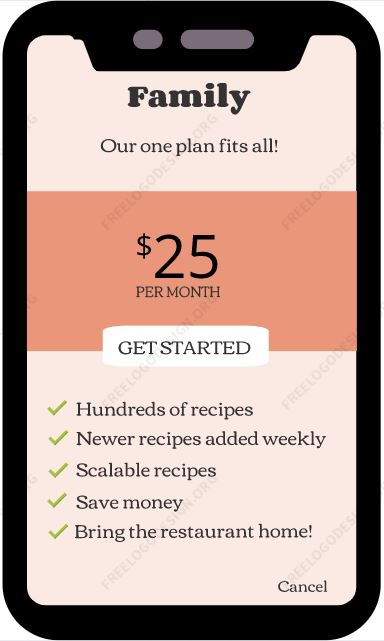 Family
Our one plan fits all!
$25
PER MONTH
GET STARTED
Hundreds of recipes
Newer recipes added weekly
Scalable recipes
Save money
Bring the restaurant home!
Cancel
FREELOGODESIGN.ORG